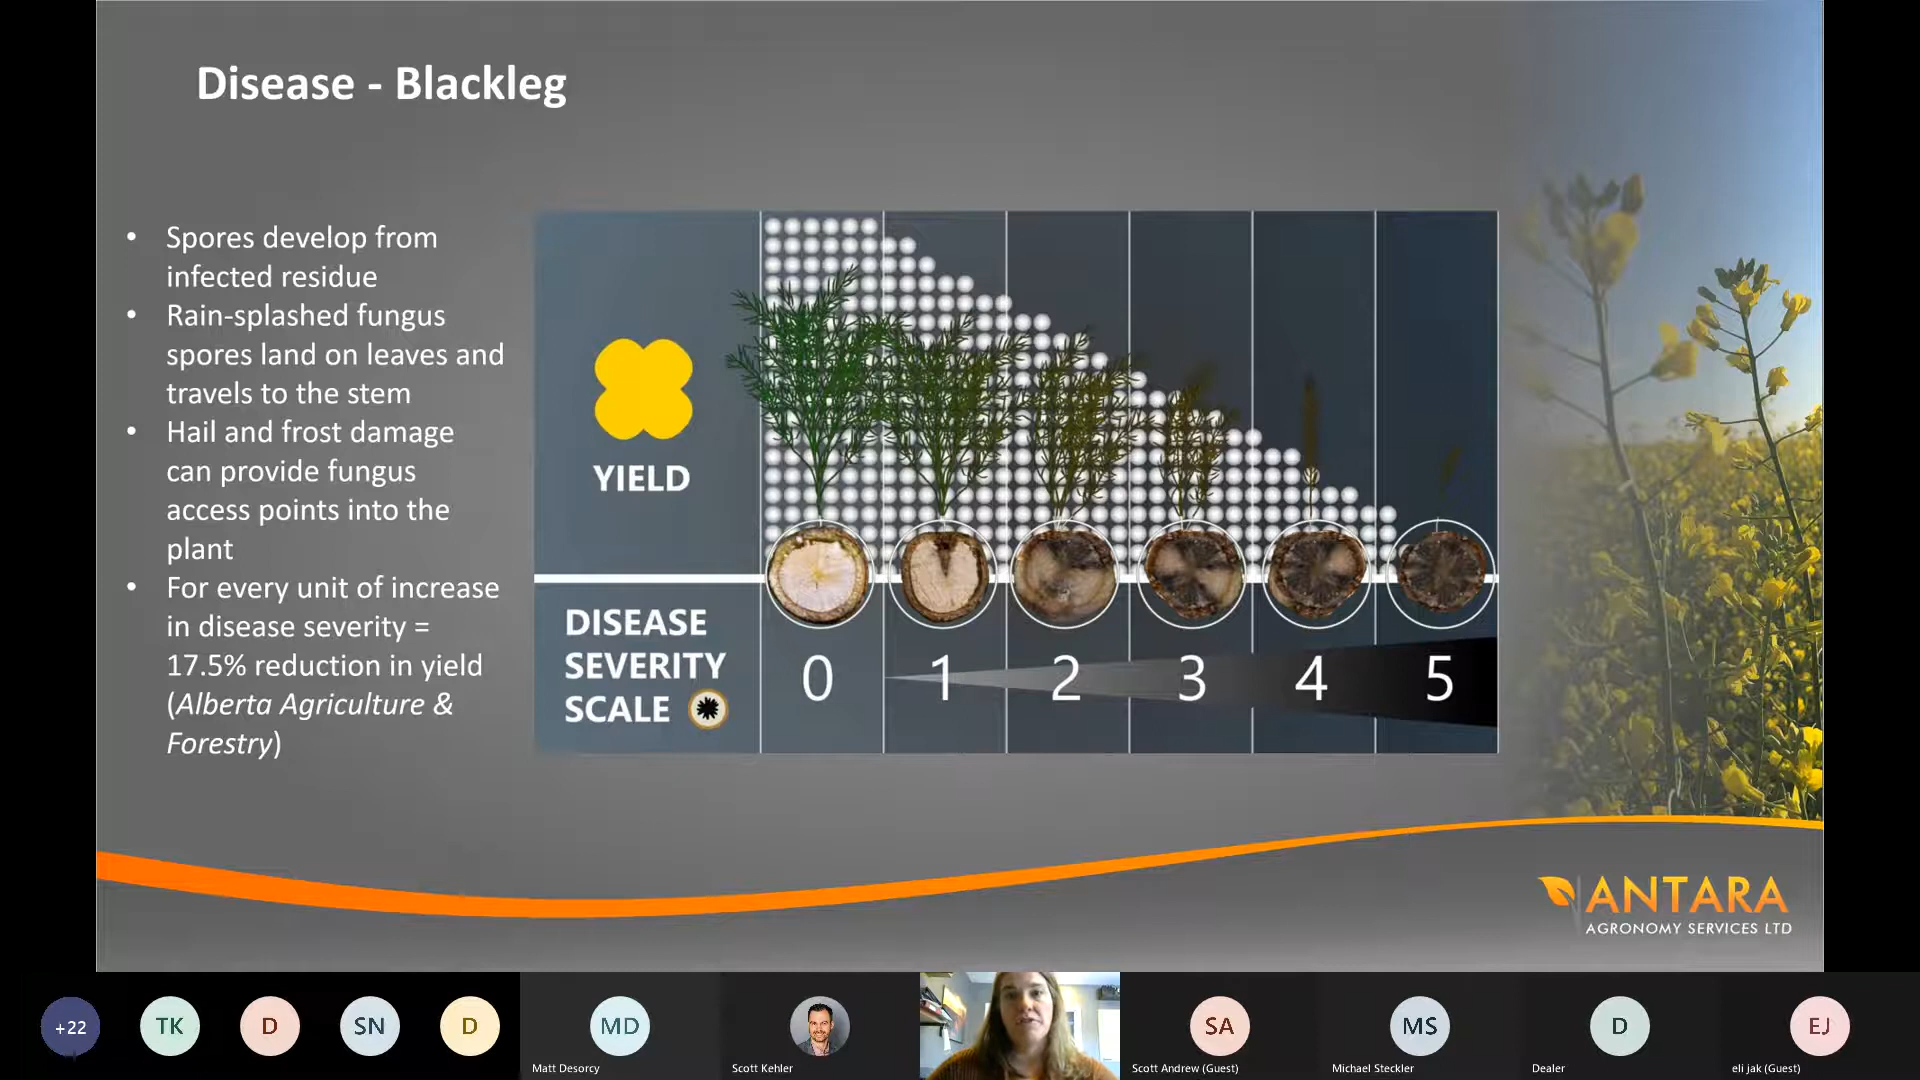 Disease - Blackleg
• Spores develop from
infected residue
• Rain-splashed fungus
spores land on leaves and
travels to the stem
• Hail and frost damage
can provide fungus
access points into the
plant
• For every unit of increase
in disease severity =
17.5% reduction in yield
(Alberta Agriculture &
Forestry)
YIELD
DISEASE
SEVERITY
SCALE
0 1 2 3 4 5
ANTARA
AGRONOMY SERVICES LTD
+22 TK D SN D MD SA MS D EJ
Matt Desorcy Scott Kehler Scott Andrew (Guest) Michael Steckler Dealer eli jak (Guest)